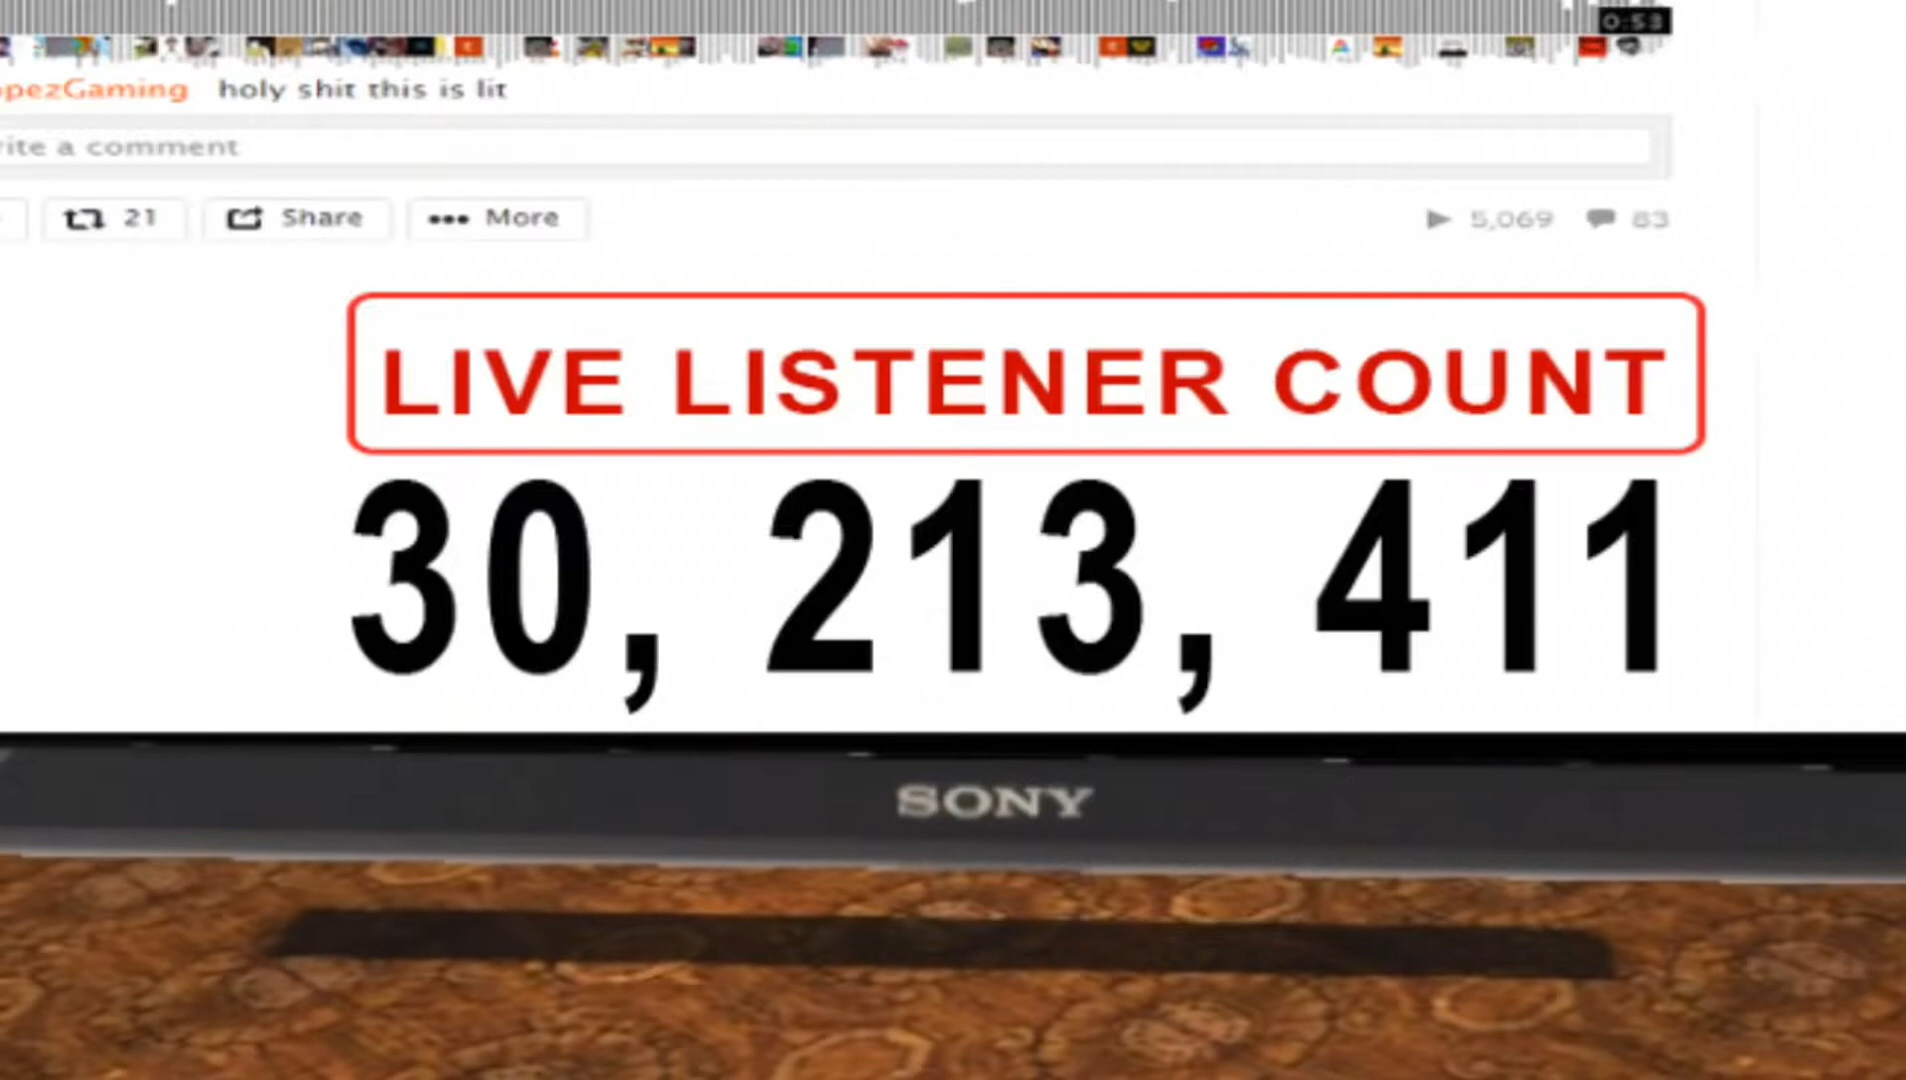 0:53
pezGaming holy shit this is lit
rite a comment
21 Share More 5,069 83
LIVE LISTENER COUNT
30, 213, 411
SONY